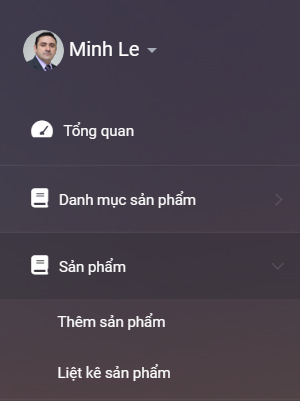 Minh Le
Tổng quan
Danh mục sản phẩm
Sản phẩm
Thêm sản phẩm
Liệt kê sản phẩm